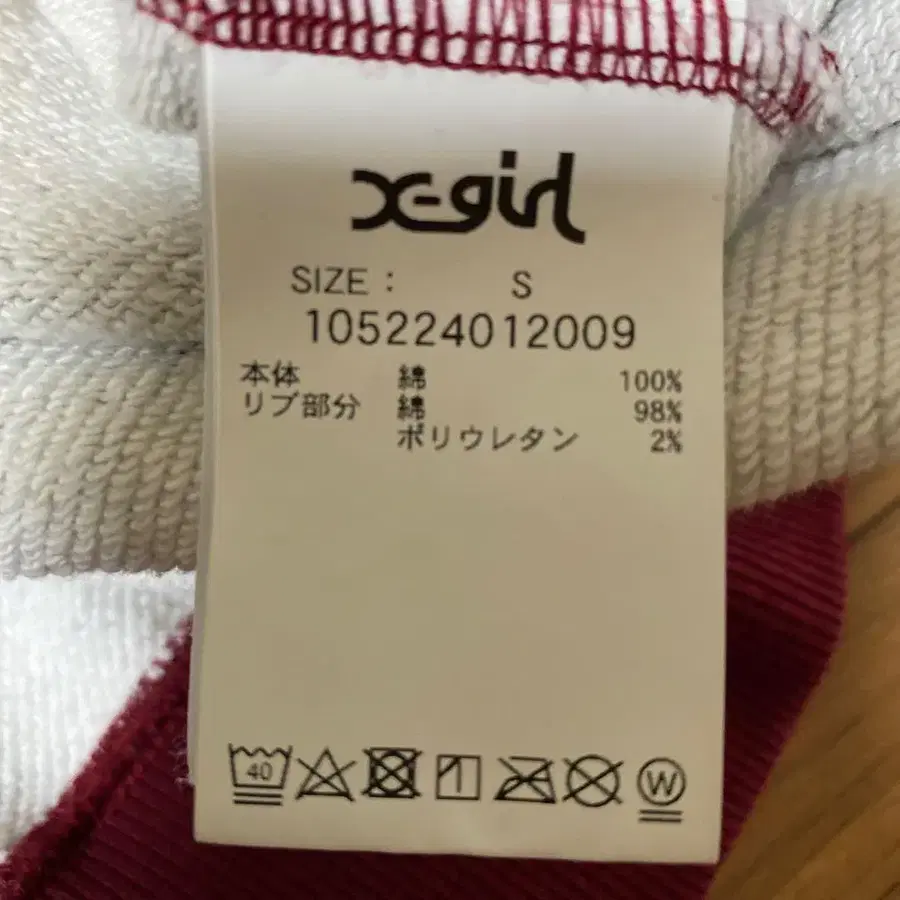 X-girl
SIZE : S
105224012009
本体 綿 100%
リブ部分 綿 98%
ポリウレタン 2%
40 W